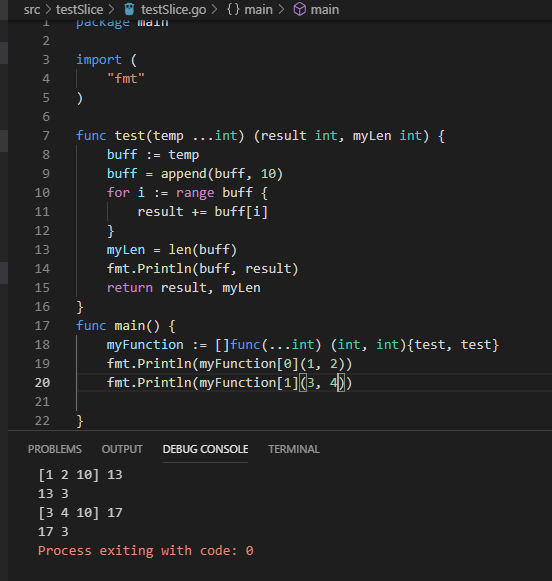 src > testSlice > testSlice.go > {} main > main
1 package main
2
3 import (
4     "fmt"
5 )
6
7 func test(temp ...int) (result int, myLen int) {
8     buff := temp
9     buff = append(buff, 10)
10     for i := range buff {
11         result += buff[i]
12     }
13     myLen = len(buff)
14     fmt.Println(buff, result)
15     return result, myLen
16 }
17 func main() {
18     myFunction := []func(...int) (int, int){test, test}
19     fmt.Println(myFunction[0](1, 2))
20     fmt.Println(myFunction[1](3, 4))
21
22 }
PROBLEMS OUTPUT DEBUG CONSOLE TERMINAL
[1 2 10] 13
13 3
[3 4 10] 17
17 3
Process exiting with code: 0